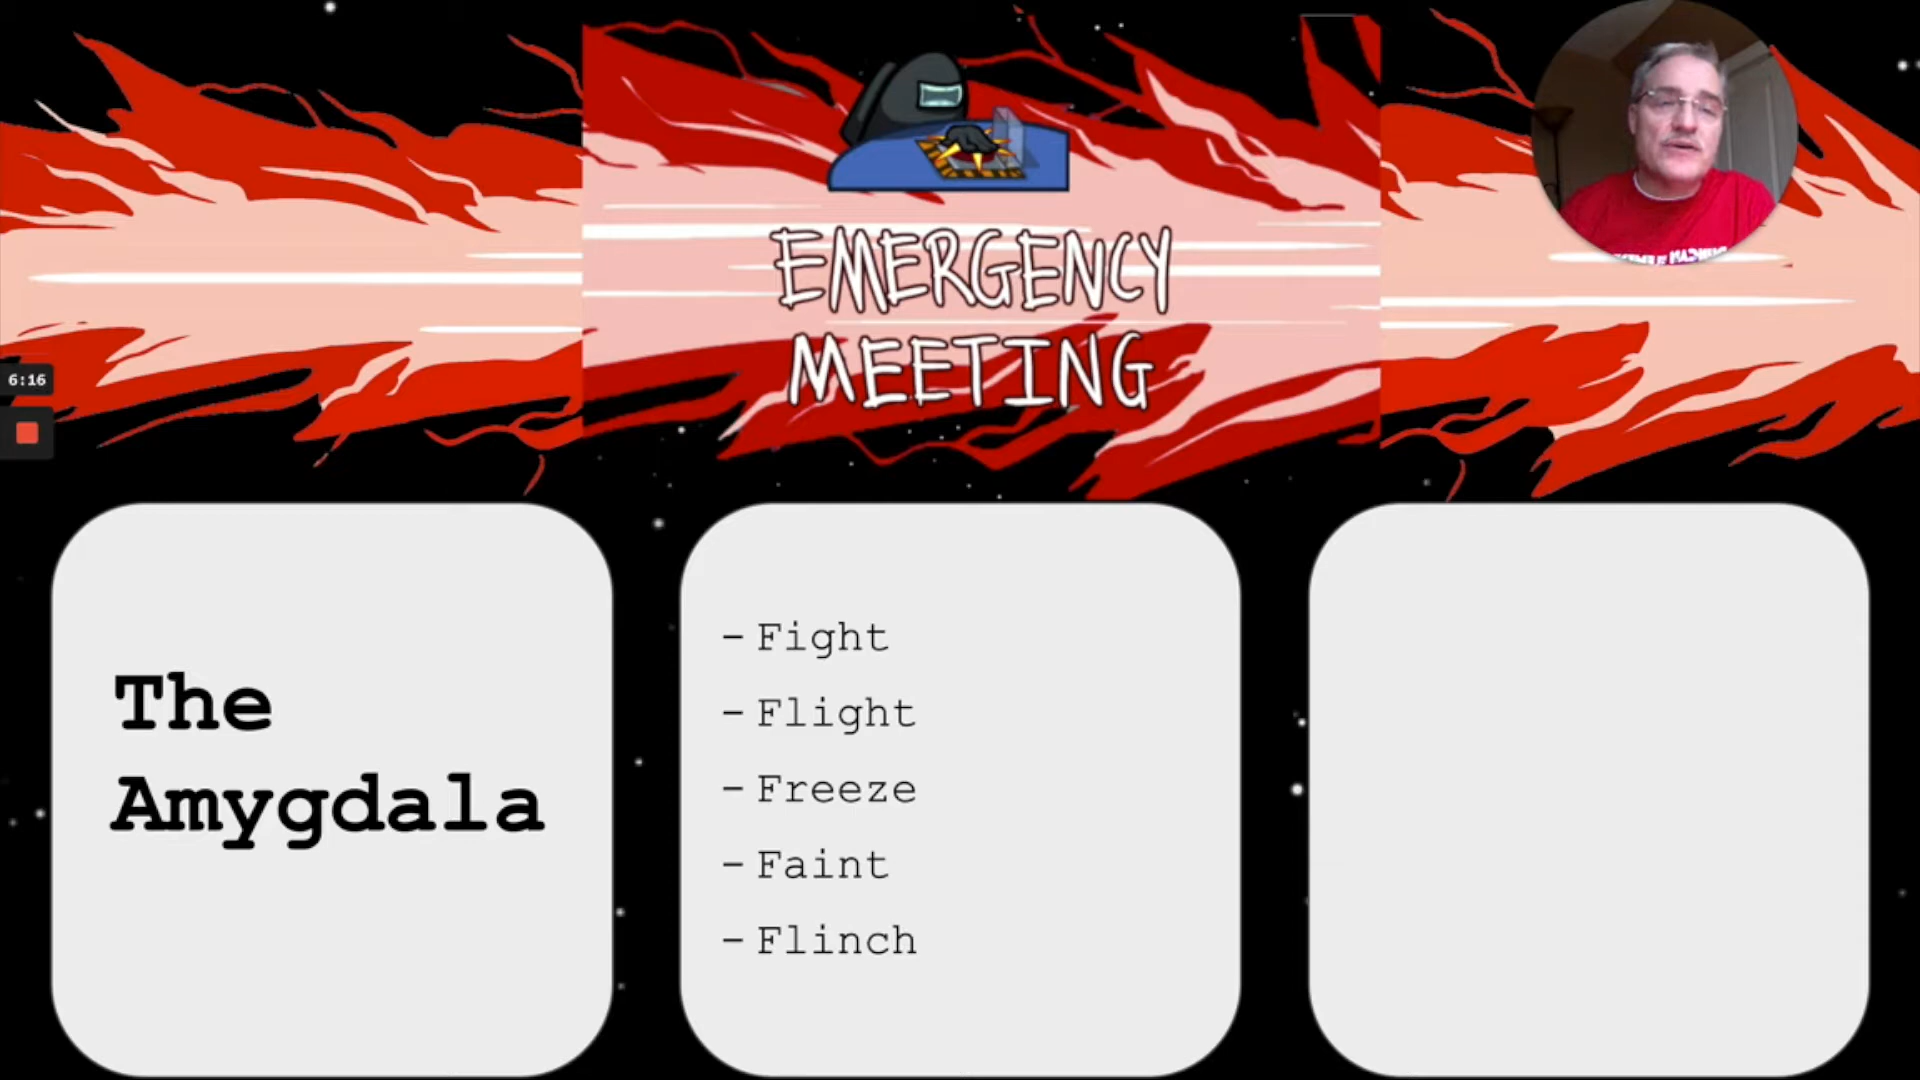 EMERGENCY
MEETING
6:16
The
Amygdala
- Fight
- Flight
- Freeze
- Faint
- Flinch